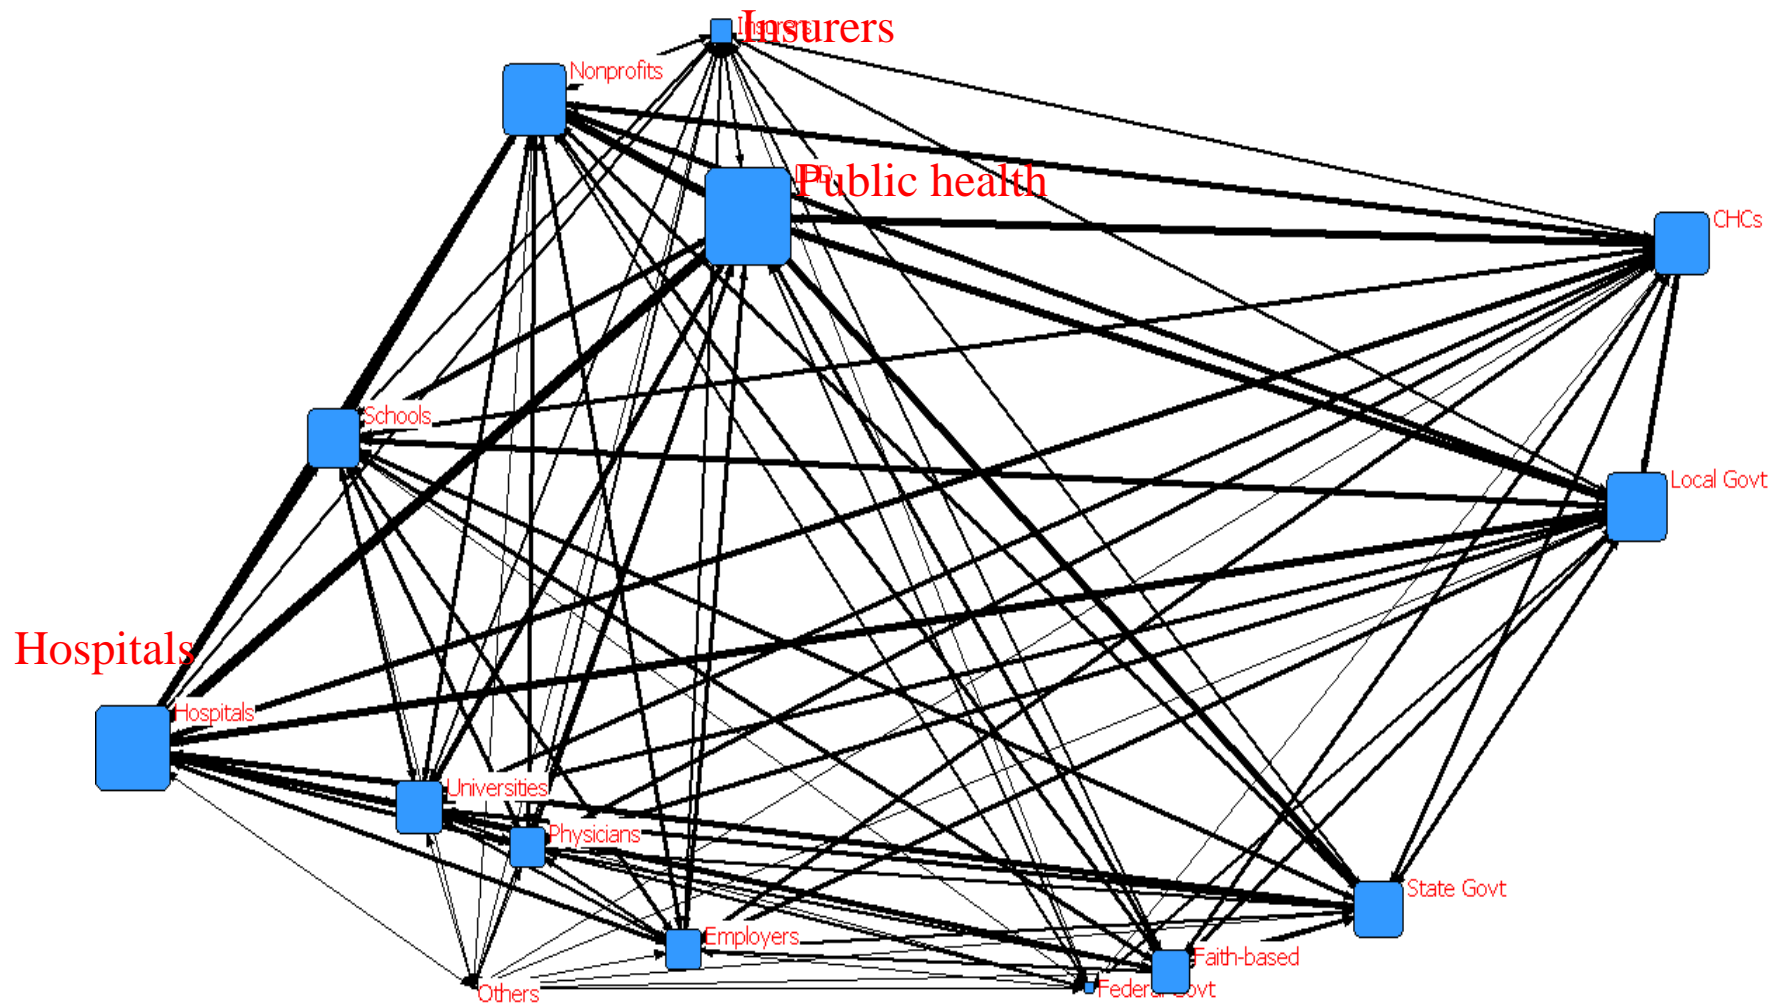 Insurers
Nonprofits
Public health
CHCs
Schools
Local Govt
Hospitals
Hospitals
Universities
Physicians
State Govt
Employers
Faith-based
Others
Federal Govt